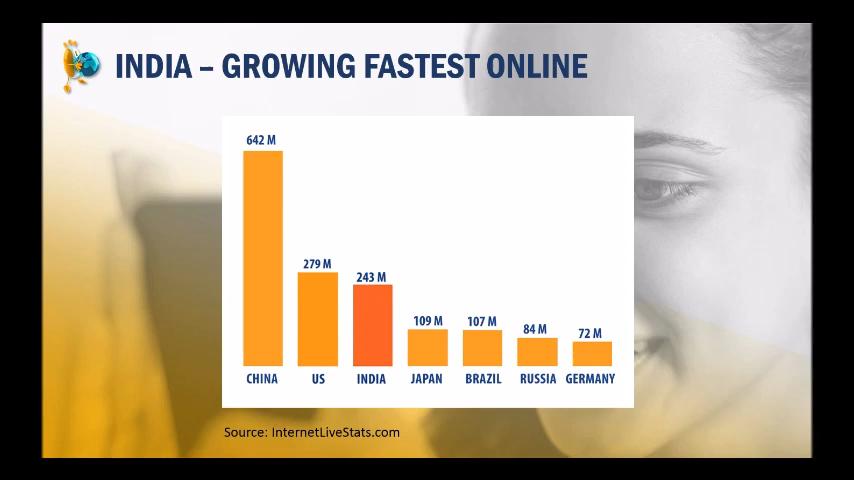 INDIA – GROWING FASTEST ONLINE
642 M
279 M
243 M
109 M
107 M
84 M
72 M
CHINA
US
INDIA
JAPAN
BRAZIL
RUSSIA
GERMANY
Source: InternetLiveStats.com